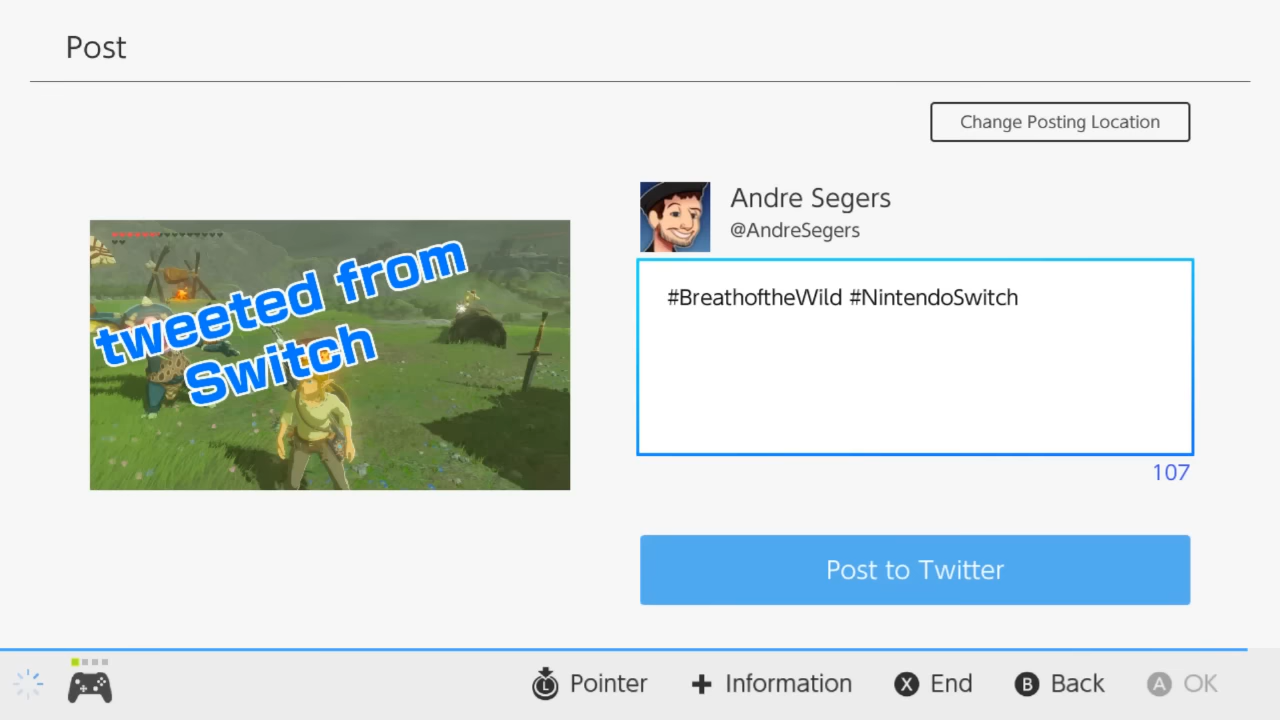 Post
Change Posting Location
Andre Segers
@AndreSegers
tweeted from
Switch
#BreathoftheWild #NintendoSwitch
107
Post to Twitter
L Pointer
+ Information
X End
B Back
A OK